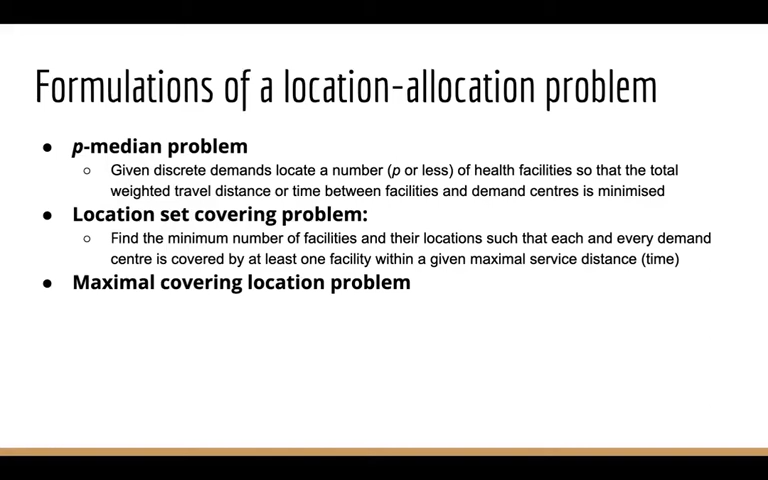 Formulations of a location-allocation problem
● p-median problem
○ Given discrete demands locate a number (p or less) of health facilities so that the total
weighted travel distance or time between facilities and demand centres is minimised
● Location set covering problem:
○ Find the minimum number of facilities and their locations such that each and every demand
centre is covered by at least one facility within a given maximal service distance (time)
● Maximal covering location problem